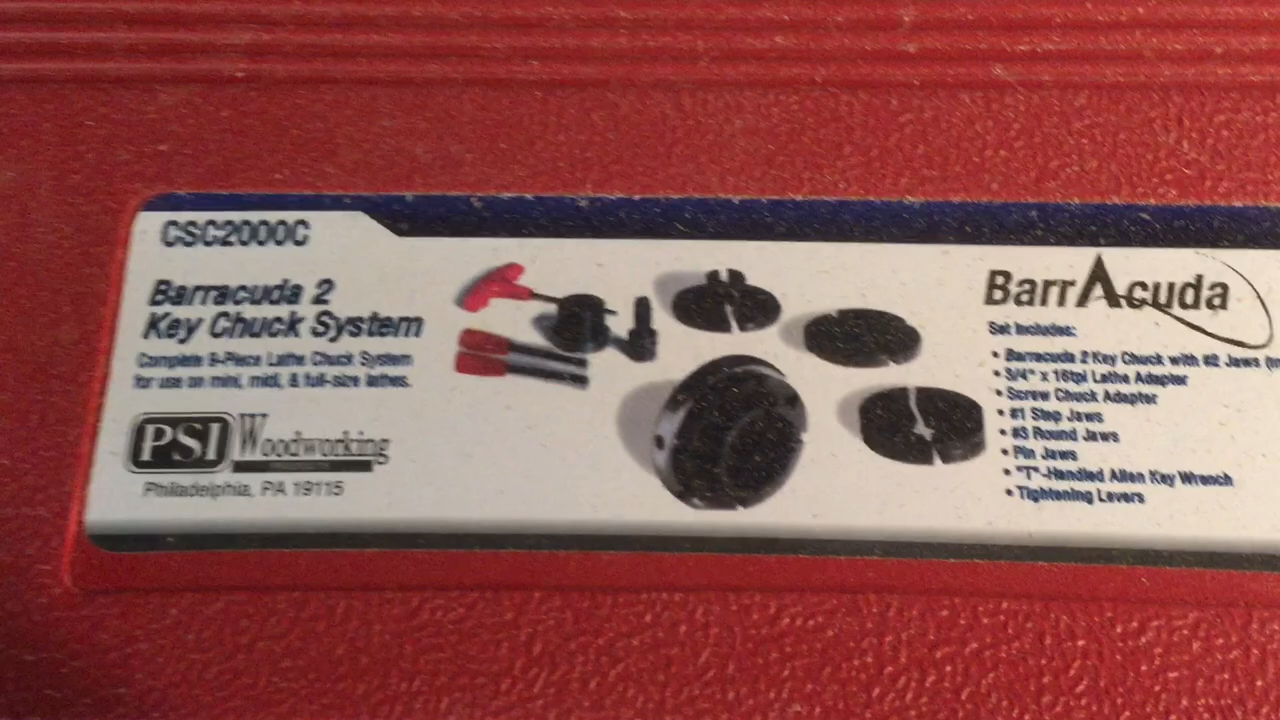 CSC2000C
Barracuda 2
Key Chuck System
Complete 9-Piece Lathe Chuck System
for use on mini, midi, & full-size lathes.
PSI Woodworking
Philadelphia, PA 19115
BarrAcuda
Set Includes:
• Barracuda 2 Key Chuck with #2 Jaws
• 3/4" x 16tpi Lathe Adapter
• Screw Chuck Adapter
• #1 Step Jaws
• #3 Round Jaws
• Pin Jaws
• "T"-Handled Allen Key Wrench
• Tightening Levers